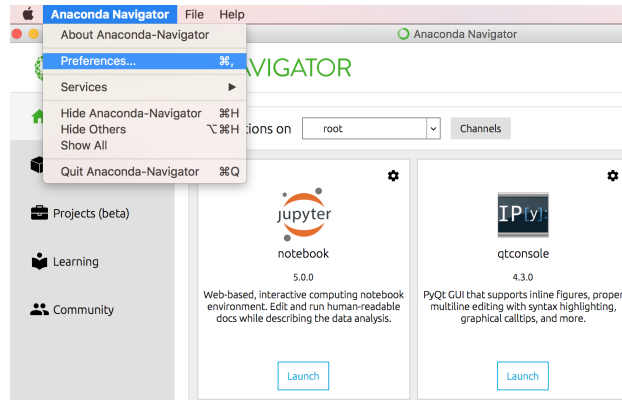 Anaconda Navigator File Help
Anaconda Navigator
About Anaconda-Navigator
Preferences... ⌘,
Services ▶
Hide Anaconda-Navigator ⌘H
Hide Others ⌥⌘H
Show All
Quit Anaconda-Navigator ⌘Q
NAVIGATOR
on root Channels
Projects (beta)
Learning
Community
jupyter
notebook
5.0.0
Web-based, interactive computing notebook
environment. Edit and run human-readable
docs while describing the data analysis.
Launch
IP[y]:
qtconsole
4.3.0
PyQt GUI that supports inline figures, proper
multiline editing with syntax highlighting,
graphical calltips, and more.
Launch